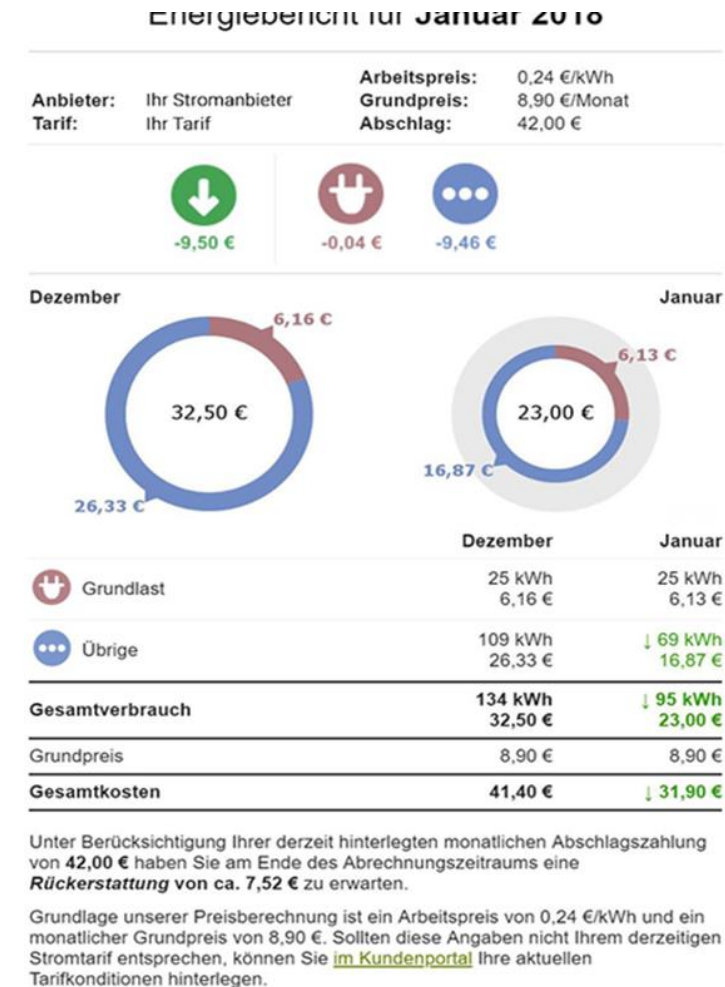 Energiebericht für Januar 2018
Arbeitspreis: 0,24 €/kWh
Anbieter: Ihr Stromanbieter Grundpreis: 8,90 €/Monat
Tarif: Ihr Tarif Abschlag: 42,00 €
-9,50 € -0,04 € -9,46 €
Dezember Januar
6,16 €
32,50 €
26,33 €
6,13 €
23,00 €
16,87 €
Dezember Januar
Grundlast 25 kWh 25 kWh
6,16 € 6,13 €
Übrige 109 kWh ↓ 69 kWh
26,33 € 16,87 €
Gesamtverbrauch 134 kWh ↓ 95 kWh
32,50 € 23,00 €
Grundpreis 8,90 € 8,90 €
Gesamtkosten 41,40 € ↓ 31,90 €
Unter Berücksichtigung Ihrer derzeit hinterlegten monatlichen Abschlagszahlung
von 42,00 € haben Sie am Ende des Abrechnungszeitraums eine
Rückerstattung von ca. 7,52 € zu erwarten.
Grundlage unserer Preisberechnung ist ein Arbeitspreis von 0,24 €/kWh und ein
monatlicher Grundpreis von 8,90 €. Sollten diese Angaben nicht Ihrem derzeitigen
Stromtarif entsprechen, können Sie im Kundenportal Ihre aktuellen
Tarifkonditionen hinterlegen.